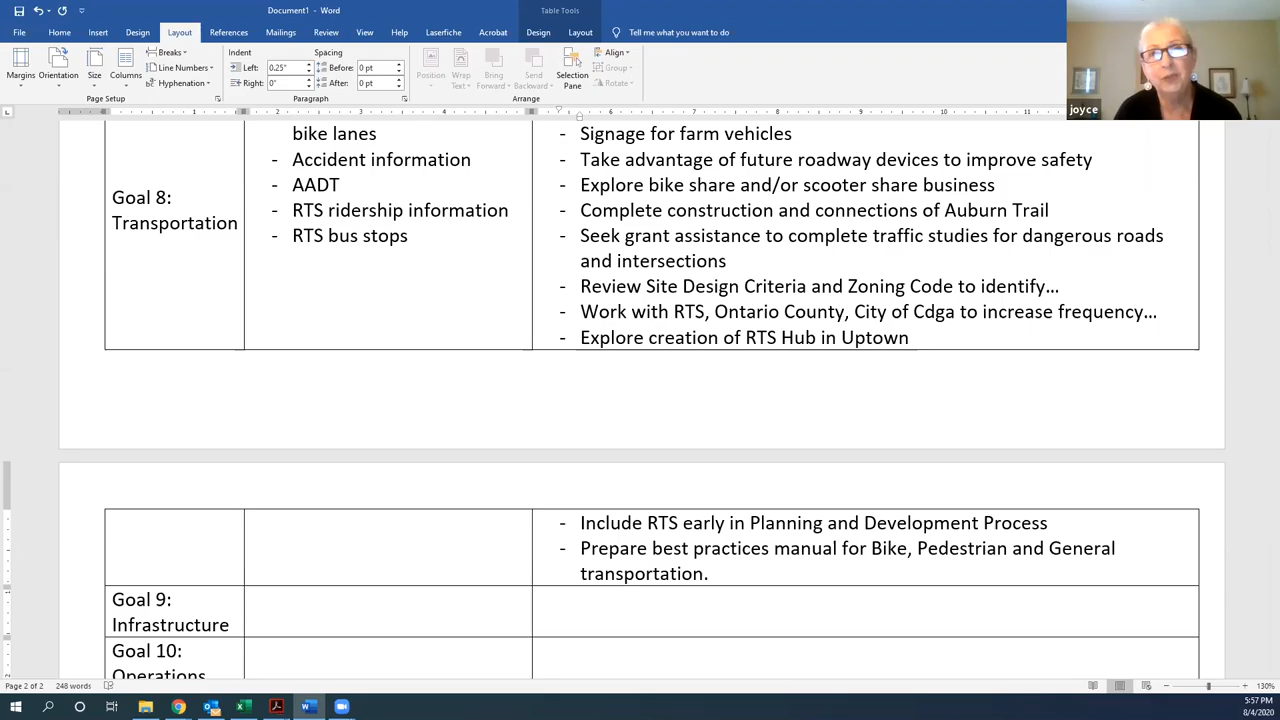 Document1 - Word
Table Tools
File Home Insert Design Layout References Mailings Review View Help Laserfiche Acrobat Design Layout Tell me what you want to do
Margins Orientation Size Columns
Breaks
Line Numbers
Hyphenation
Page Setup
Indent
Left: 0.25"
Right: 0"
Spacing
Before: 0 pt
After: 0 pt
Paragraph
Position Wrap Text Bring Forward Send Backward Selection Pane
Align
Group
Rotate
Arrange
joyce
Goal 8:
Transportation
bike lanes
- Accident information
- AADT
- RTS ridership information
- RTS bus stops
- Signage for farm vehicles
- Take advantage of future roadway devices to improve safety
- Explore bike share and/or scooter share business
- Complete construction and connections of Auburn Trail
- Seek grant assistance to complete traffic studies for dangerous roads
and intersections
- Review Site Design Criteria and Zoning Code to identify…
- Work with RTS, Ontario County, City of Cdga to increase frequency…
- Explore creation of RTS Hub in Uptown
- Include RTS early in Planning and Development Process
- Prepare best practices manual for Bike, Pedestrian and General
transportation.
Goal 9:
Infrastructure
Goal 10:
Operations
Page 2 of 2 248 words
130%
5:57 PM
8/4/2020